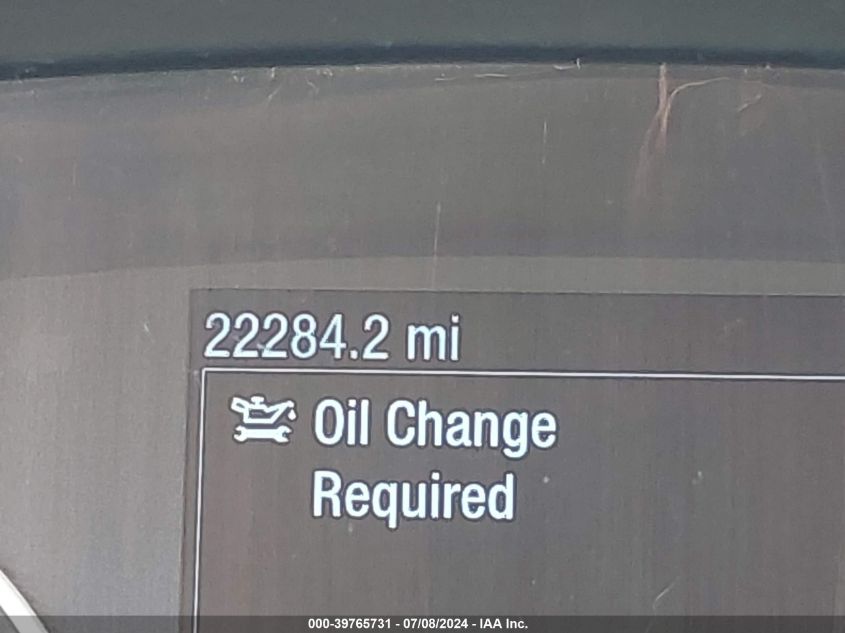 22284.2 mi
Oil Change
Required
000-39765731 - 07/08/2024 - IAA Inc.